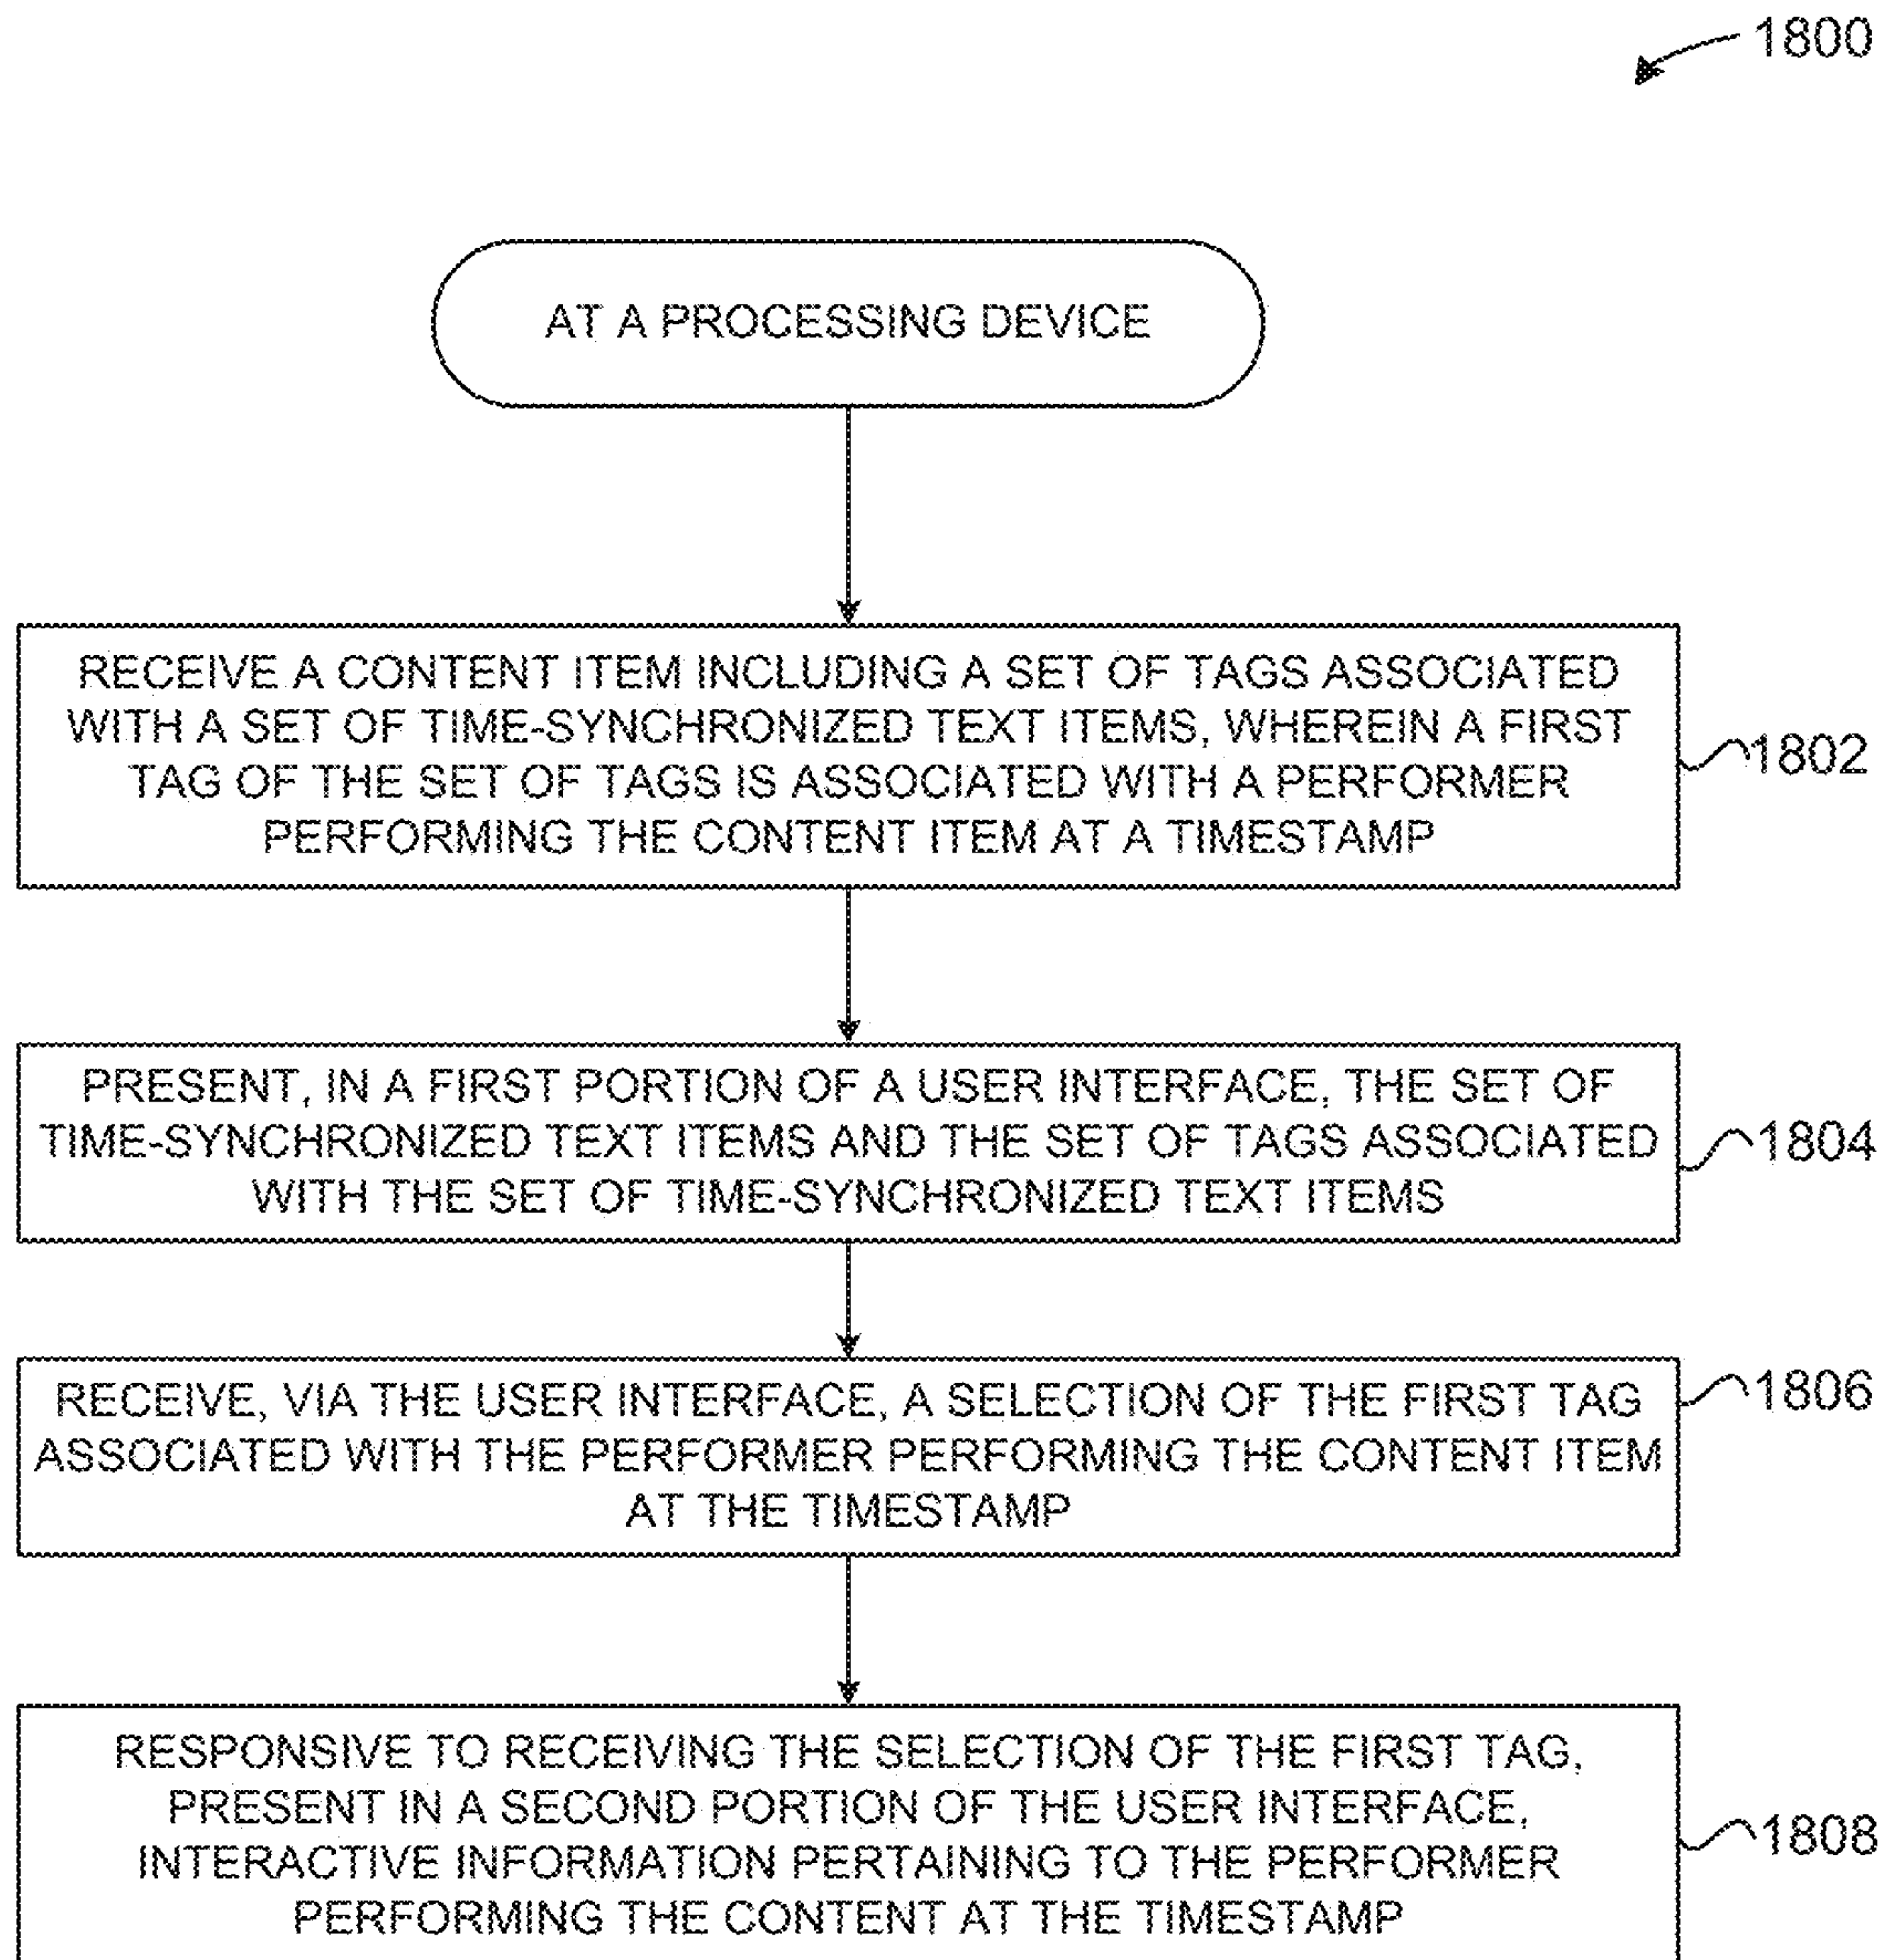 1800
AT A PROCESSING DEVICE
RECEIVE A CONTENT ITEM INCLUDING A SET OF TAGS ASSOCIATED
WITH A SET OF TIME-SYNCHRONIZED TEXT ITEMS, WHEREIN A FIRST
TAG OF THE SET OF TAGS IS ASSOCIATED WITH A PERFORMER
PERFORMING THE CONTENT ITEM AT A TIMESTAMP
1802
PRESENT, IN A FIRST PORTION OF A USER INTERFACE, THE SET OF
TIME-SYNCHRONIZED TEXT ITEMS AND THE SET OF TAGS ASSOCIATED
WITH THE SET OF TIME-SYNCHRONIZED TEXT ITEMS
1804
RECEIVE, VIA THE USER INTERFACE, A SELECTION OF THE FIRST TAG
ASSOCIATED WITH THE PERFORMER PERFORMING THE CONTENT ITEM
AT THE TIMESTAMP
1806
RESPONSIVE TO RECEIVING THE SELECTION OF THE FIRST TAG,
PRESENT IN A SECOND PORTION OF THE USER INTERFACE,
INTERACTIVE INFORMATION PERTAINING TO THE PERFORMER
PERFORMING THE CONTENT AT THE TIMESTAMP
1808